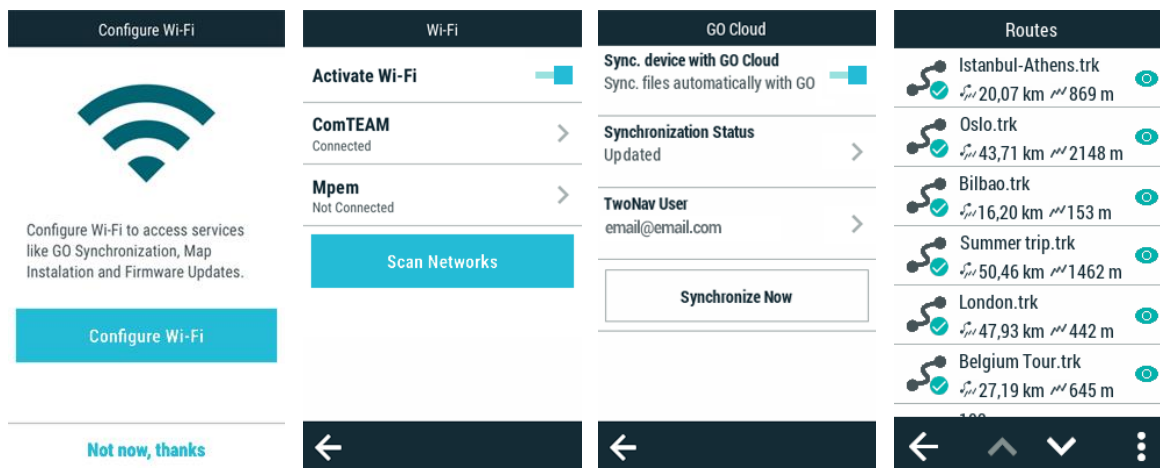 Configure Wi-Fi
Configure Wi-Fi to access services
like GO Synchronization, Map
Instalation and Firmware Updates.
Configure Wi-Fi
Not now, thanks
Wi-Fi
Activate Wi-Fi
ComTEAM
Connected
Mpem
Not Connected
Scan Networks
GO Cloud
Sync. device with GO Cloud
Sync. files automatically with GO
Synchronization Status
Updated
TwoNav User
email@email.com
Synchronize Now
Routes
Istanbul-Athens.trk
20,07 km 869 m
Oslo.trk
43,71 km 2148 m
Bilbao.trk
16,20 km 153 m
Summer trip.trk
50,46 km 1462 m
London.trk
47,93 km 442 m
Belgium Tour.trk
27,19 km 645 m